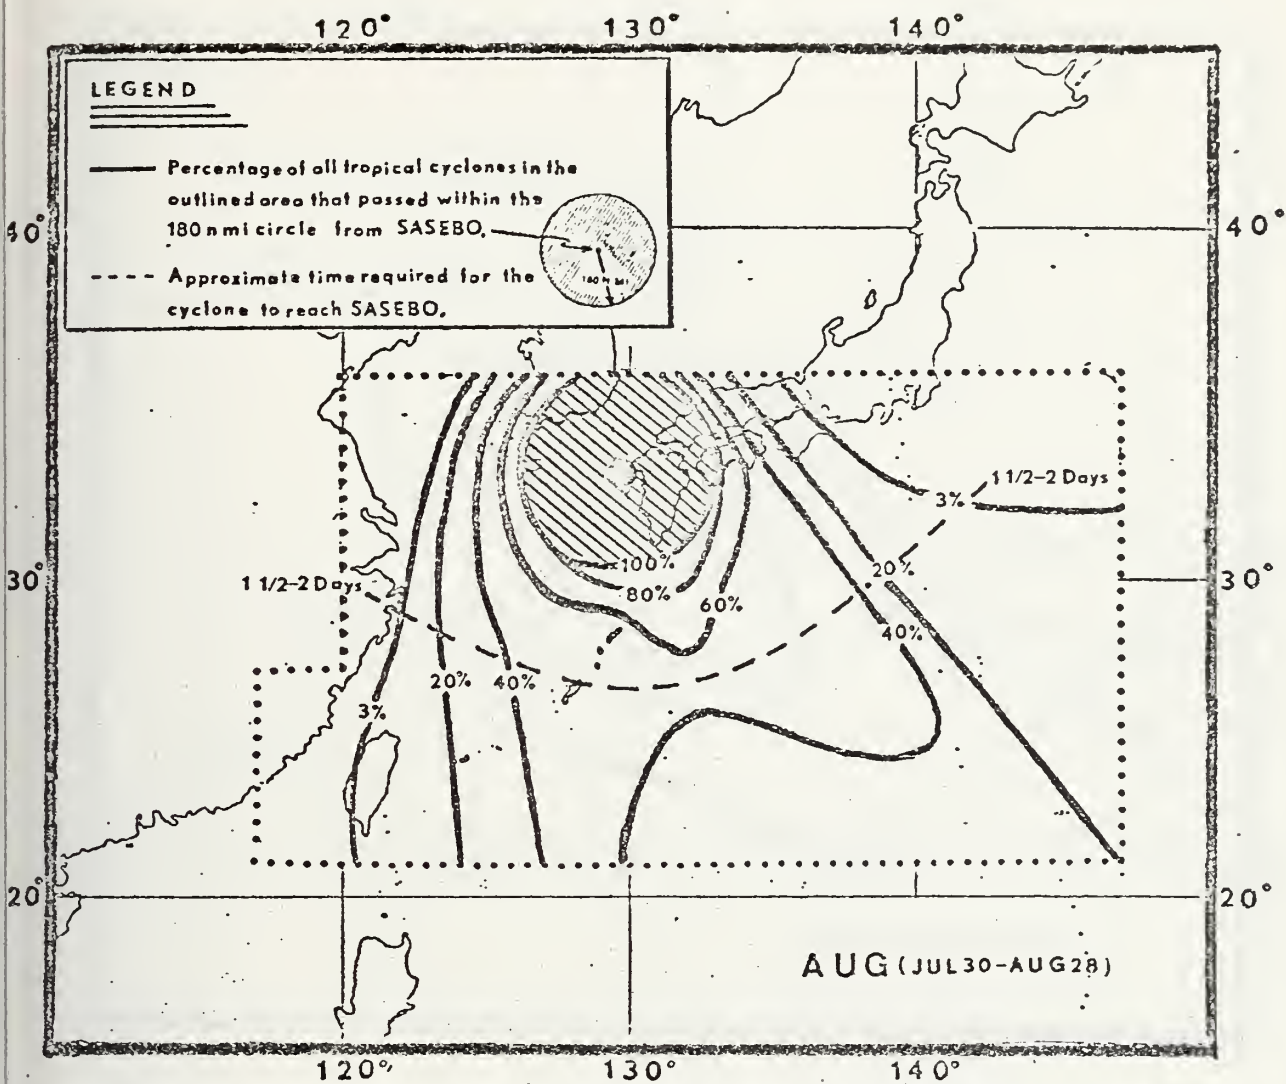 120° 130° 140°
LEGEND
Percentage of all tropical cyclones in the
outlined area that passed within the
180 nmi circle from SASEBO.
Approximate time required for the
cyclone to reach SASEBO.
40° 40°
1 1/2-2 Days
3%
100%
30° 1 1/2-2 Days 20% 30°
80%
60%
40%
20% 40%
3%
20° 20°
AUG (JUL30-AUG28)
120° 130° 140°